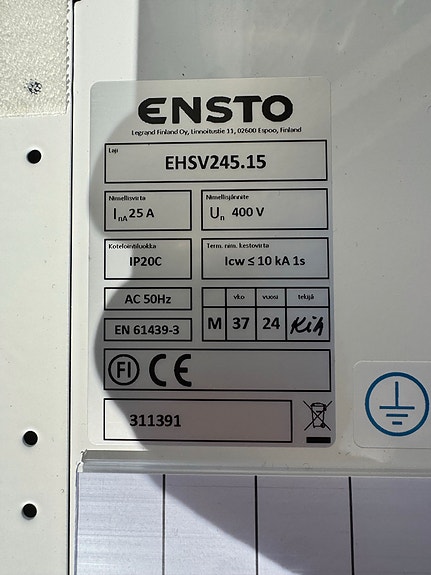 ENSTO
Legrand Finland Oy, Linnoitustie 11, 02600 Espoo, Finland
Laji
EHSV245.15
Nimellisvirta
InA 25 A
Nimellisjännite
Un 400 V
Kotelointiluokka
IP20C
Term. nim. kestovirta
Icw ≤ 10 kA 1s
AC 50Hz
EN 61439-3
vko vuosi tekijä
M 37 24
FI CE
311391